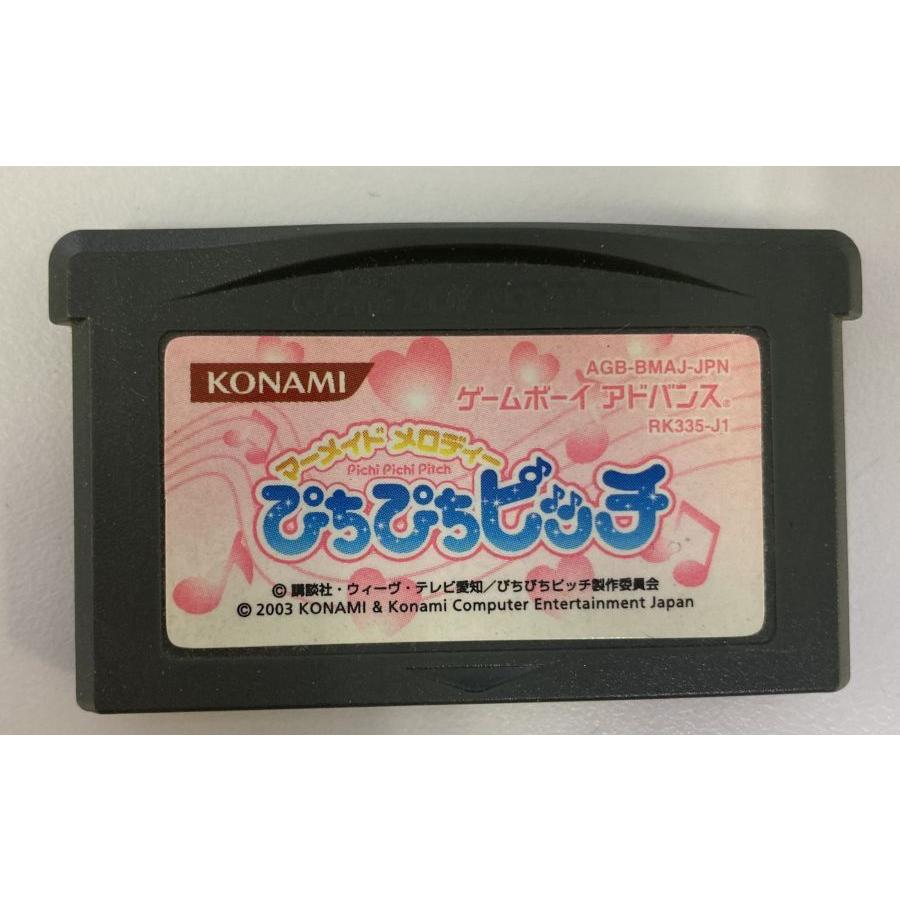 KONAMI
AGB-BMAJ-JPN
ゲームボーイ アドバンス®
RK335-J1
マーメイド メロディー
Pichi Pichi Pitch
ぴちぴちピッチ
© 講談社・ウィーヴ・テレビ愛知/ぴちぴちピッチ製作委員会
© 2003 KONAMI & Konami Computer Entertainment Japan